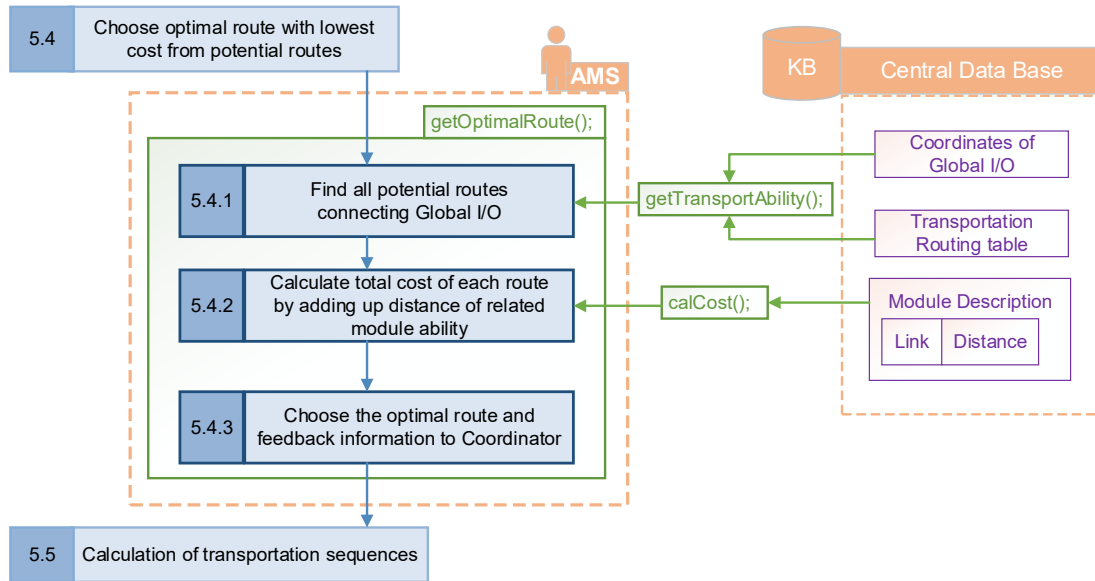 5.4
Choose optimal route with lowest
cost from potential routes
AMS
KB
Central Data Base
getOptimalRoute();
5.4.1
Find all potential routes
connecting Global I/O
getTransportAbility();
Coordinates of
Global I/O
Transportation
Routing table
5.4.2
Calculate total cost of each route
by adding up distance of related
module ability
calCost();
Module Description
Link
Distance
5.4.3
Choose the optimal route and
feedback information to Coordinator
5.5
Calculation of transportation sequences